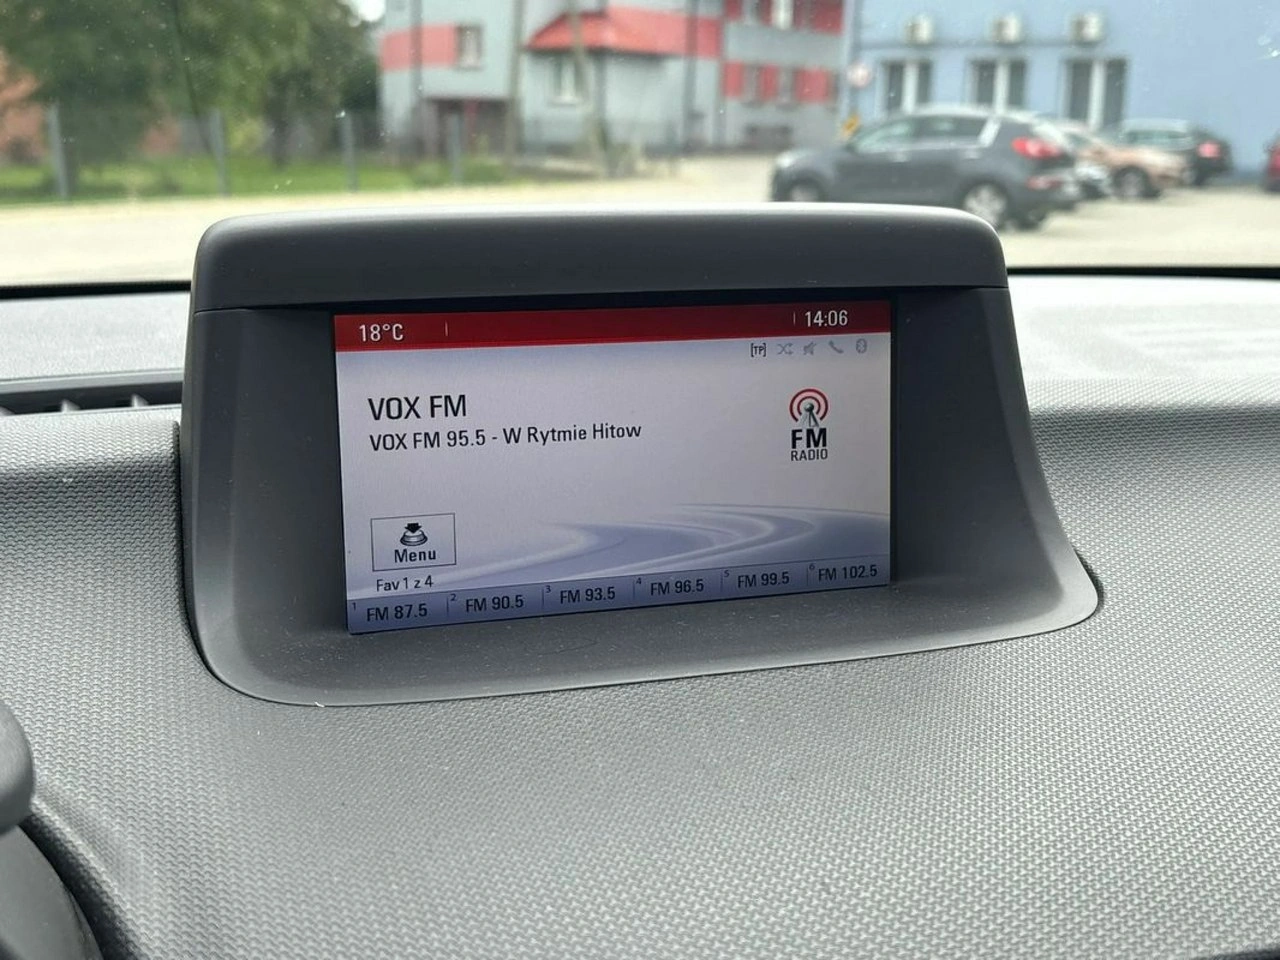 18°C
14:06
[TP]
VOX FM
VOX FM 95.5 - W Rytmie Hitow
FM
RADIO
Menu
Fav 1 z 4
1 FM 87.5 2 FM 90.5 3 FM 93.5 4 FM 96.5 5 FM 99.5 6 FM 102.5